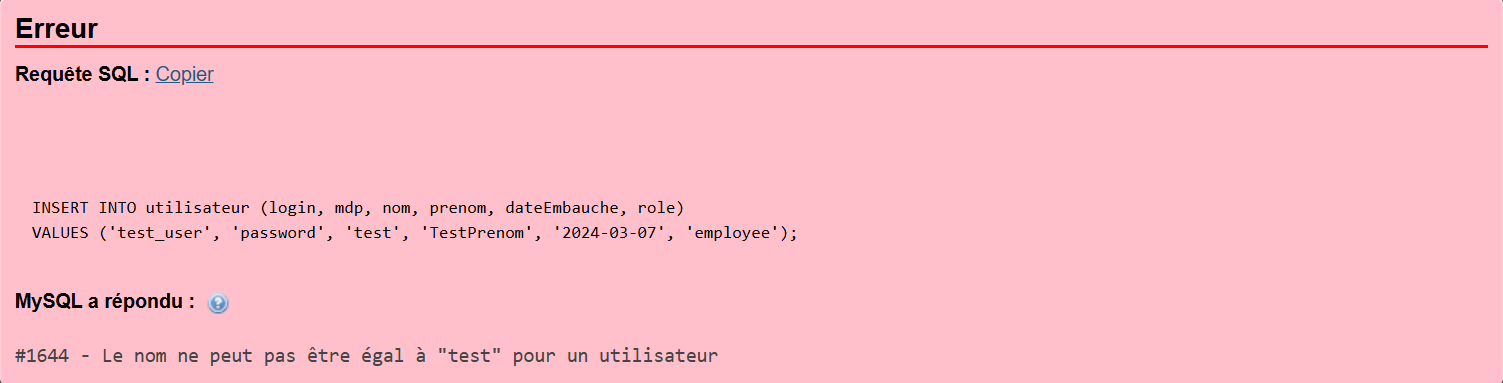 Erreur
Requête SQL : Copier
INSERT INTO utilisateur (login, mdp, nom, prenom, dateEmbauche, role)
VALUES ('test_user', 'password', 'test', 'TestPrenom', '2024-03-07', 'employee');
MySQL a répondu :
#1644 - Le nom ne peut pas être égal à "test" pour un utilisateur